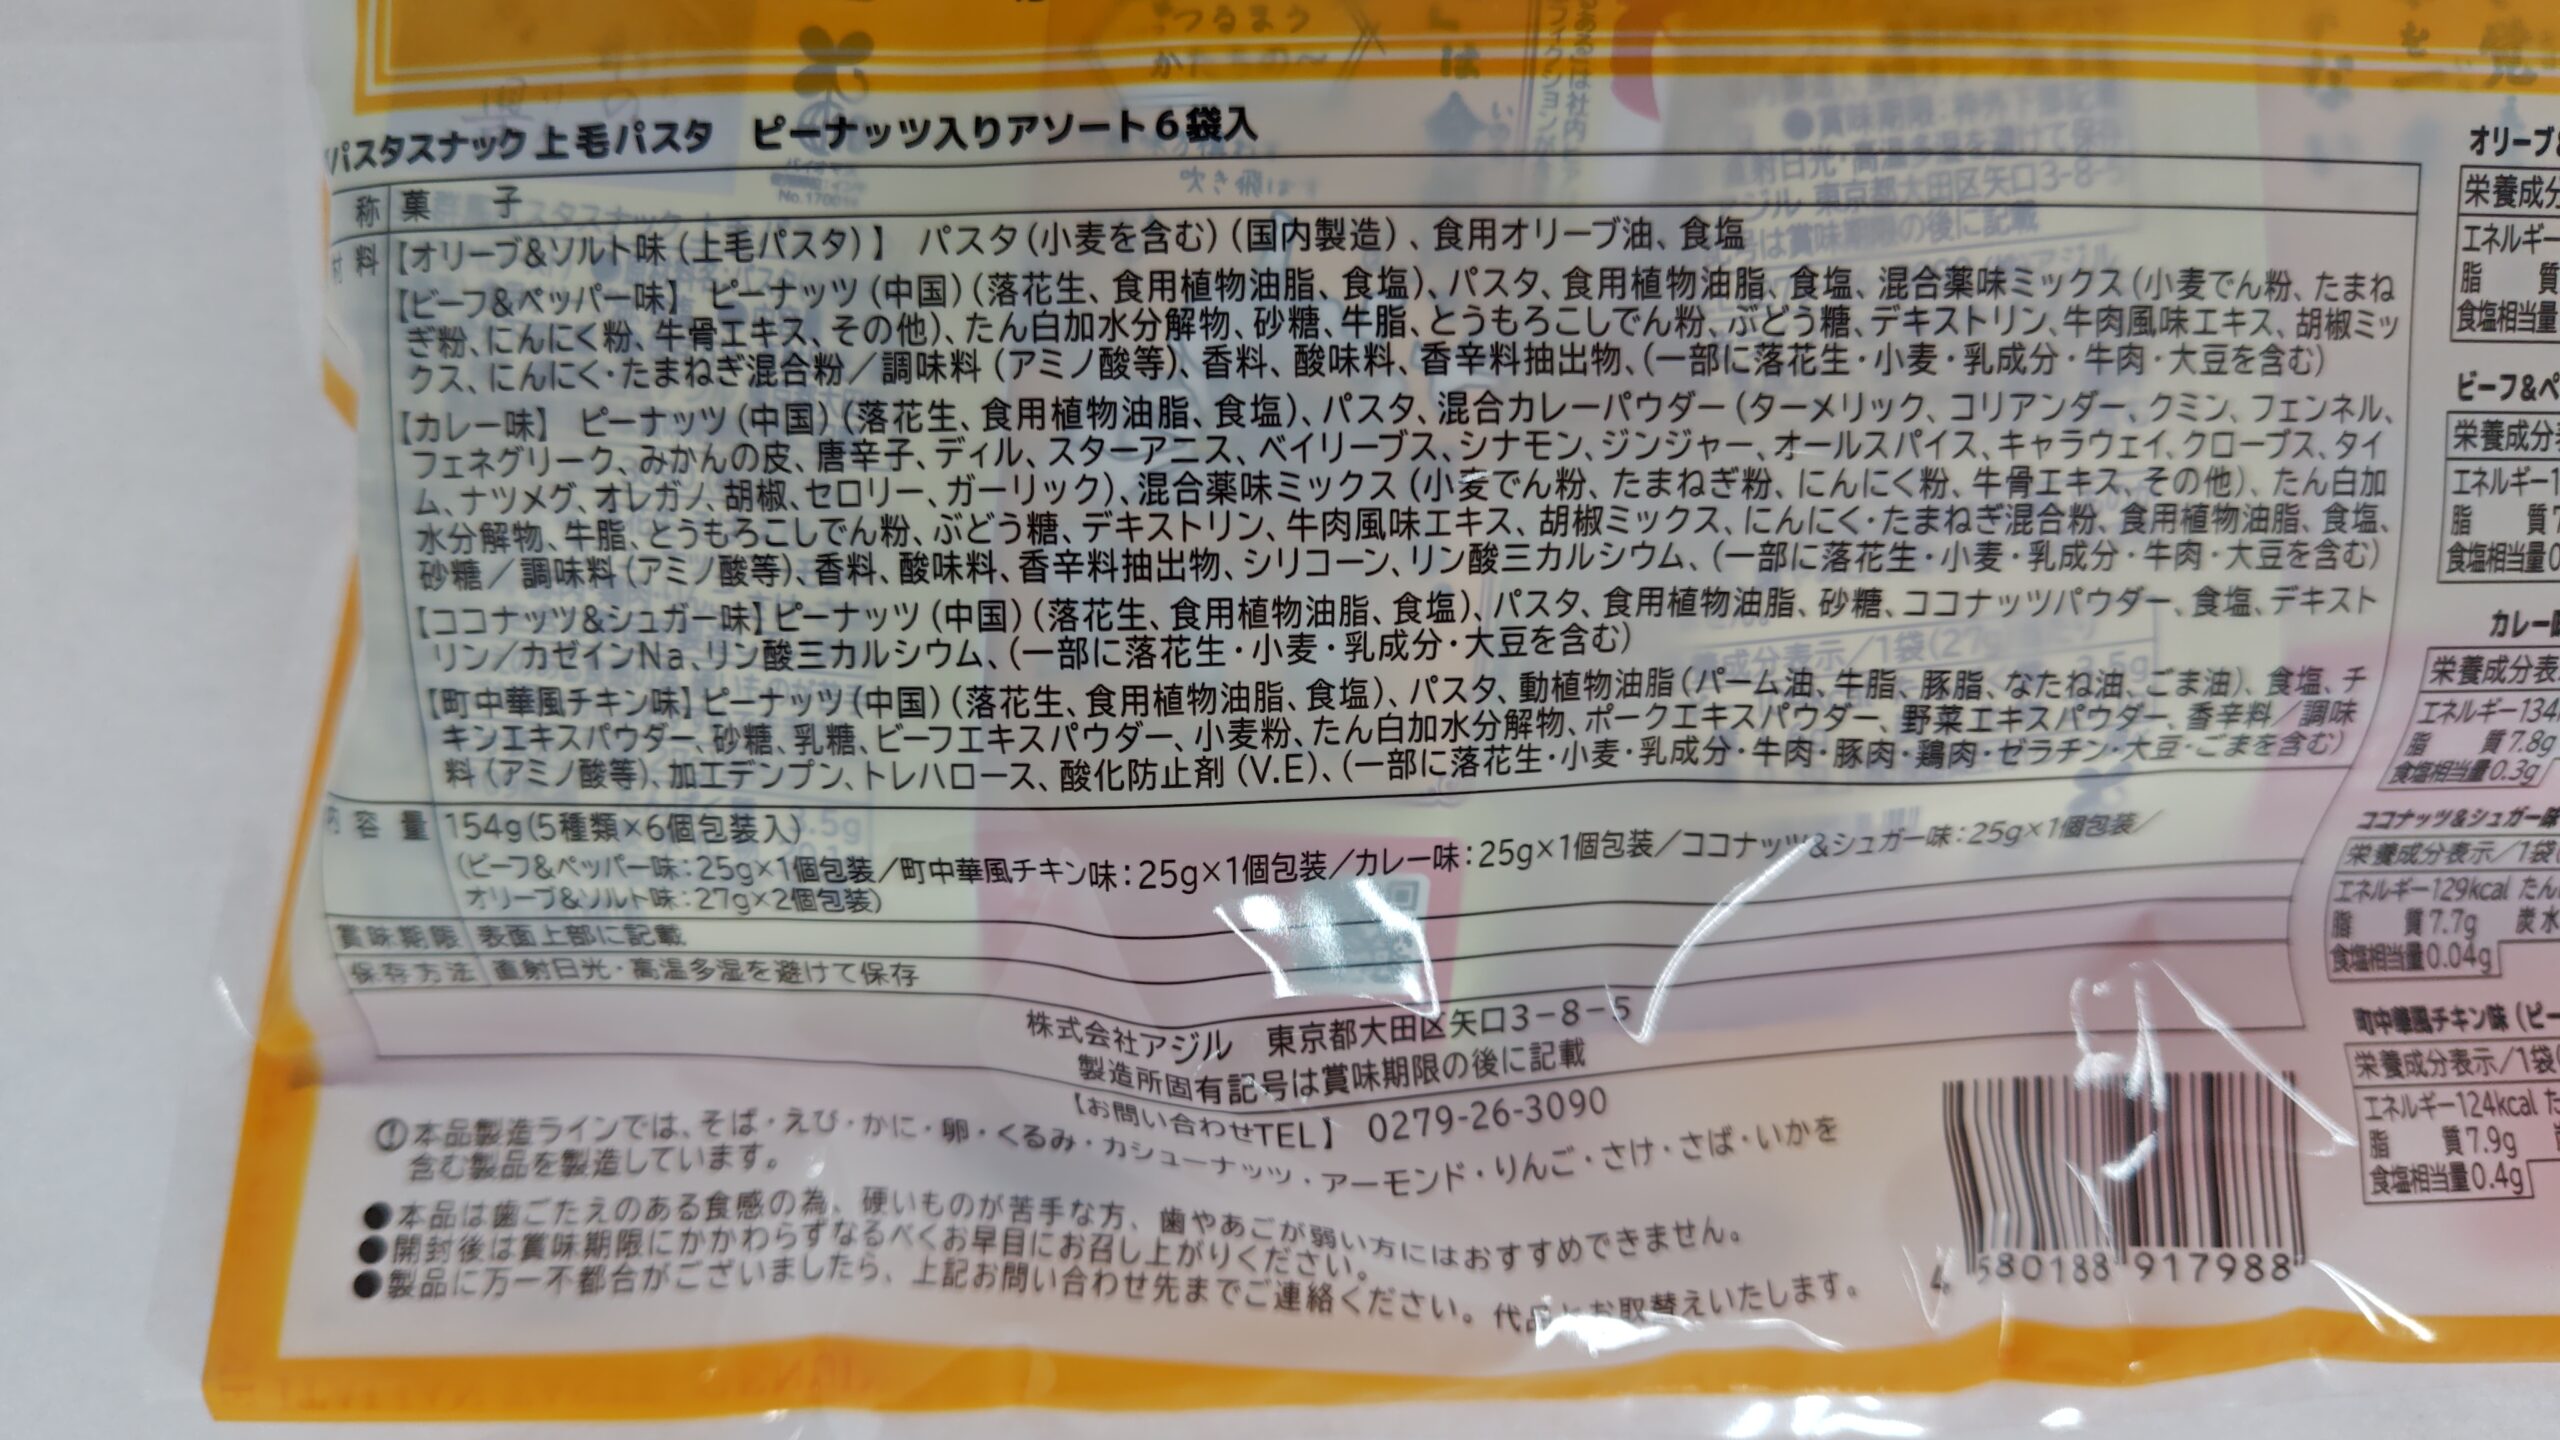 パスタスナック 上毛パスタ　ピーナッツ入りアソート6袋入
称 菓　子
料 【オリーブ&ソルト味(上毛パスタ)】 パスタ(小麦を含む)(国内製造)、食用オリーブ油、食塩
【ビーフ&ペッパー味】 ピーナッツ(中国)(落花生、食用植物油脂、食塩)、パスタ、食用植物油脂、食塩、混合薬味ミックス(小麦でん粉、たまね
ぎ粉、にんにく粉、牛骨エキス、その他)、たん白加水分解物、砂糖、牛脂、とうもろこしでん粉、ぶどう糖、デキストリン、牛肉風味エキス、胡椒ミッ
クス、にんにく・たまねぎ混合粉／調味料(アミノ酸等)、香料、酸味料、香辛料抽出物、(一部に落花生・小麦・乳成分・牛肉・大豆を含む)
【カレー味】 ピーナッツ(中国)(落花生、食用植物油脂、食塩)、パスタ、混合カレーパウダー(ターメリック、コリアンダー、クミン、フェンネル、
フェネグリーク、みかんの皮、唐辛子、ディル、スターアニス、ベイリーブス、シナモン、ジンジャー、オールスパイス、キャラウェイ、クローブス、タイ
ム、ナツメグ、オレガノ、胡椒、セロリー、ガーリック)、混合薬味ミックス(小麦でん粉、たまねぎ粉、にんにく粉、牛骨エキス、その他)、たん白加
水分解物、牛脂、とうもろこしでん粉、ぶどう糖、デキストリン、牛肉風味エキス、胡椒ミックス、にんにく・たまねぎ混合粉、食用植物油脂、食塩、
砂糖／調味料(アミノ酸等)、香料、酸味料、香辛料抽出物、シリコーン、リン酸三カルシウム、(一部に落花生・小麦・乳成分・牛肉・大豆を含む)
【ココナッツ&シュガー味】ピーナッツ(中国)(落花生、食用植物油脂、食塩)、パスタ、食用植物油脂、砂糖、ココナッツパウダー、食塩、デキスト
リン／カゼインNa、リン酸三カルシウム、(一部に落花生・小麦・乳成分・大豆を含む)
【町中華風チキン味】ピーナッツ(中国)(落花生、食用植物油脂、食塩)、パスタ、動植物油脂(パーム油、牛脂、豚脂、なたね油、ごま油)、食塩、チ
キンエキスパウダー、砂糖、乳糖、ビーフエキスパウダー、小麦粉、たん白加水分解物、ポークエキスパウダー、野菜エキスパウダー、香辛料／調味
料(アミノ酸等)、加工デンプン、トレハロース、酸化防止剤(V.E)、(一部に落花生・小麦・乳成分・牛肉・豚肉・鶏肉・ゼラチン・大豆・ごまを含む)
内容量 154g(5種類×6個包装入)
(ビーフ&ペッパー味:25g×1個包装／町中華風チキン味:25g×1個包装／カレー味:25g×1個包装／ココナッツ&シュガー味:25g×1個包装／
オリーブ&ソルト味:27g×2個包装)
賞味期限 表面上部に記載
保存方法 直射日光・高温多湿を避けて保存
株式会社アジル　東京都大田区矢口3-8-5
製造所固有記号は賞味期限の後に記載
【お問い合わせTEL】 0279-26-3090
①本品製造ラインでは、そば・えび・かに・卵・くるみ・カシューナッツ・アーモンド・りんご・さけ・さば・いかを
含む製品を製造しています。
●本品は歯ごたえのある食感の為、硬いものが苦手な方、歯やあごが弱い方にはおすすめできません。
●開封後は賞味期限にかかわらずなるべくお早目にお召し上がりください。
●製品に万一不都合がございましたら、上記お問い合わせ先までご連絡ください。代品とお取替えいたします。
4 580188 917988
オリーブ&
栄養成分
エネルギー
脂　質
食塩相当量
ビーフ&ペ
栄養成分
エネルギー1
脂　質7
食塩相当量0
カレー味
栄養成分表
エネルギー134
脂　質7.8g
食塩相当量0.3g
ココナッツ&シュガー味
栄養成分表示／1袋
エネルギー129kcal たん
脂　質7.7g 炭水
食塩相当量0.04g
町中華風チキン味(ピー
栄養成分表示／1袋
エネルギー124kcal た
脂　質7.9g
食塩相当量0.4g